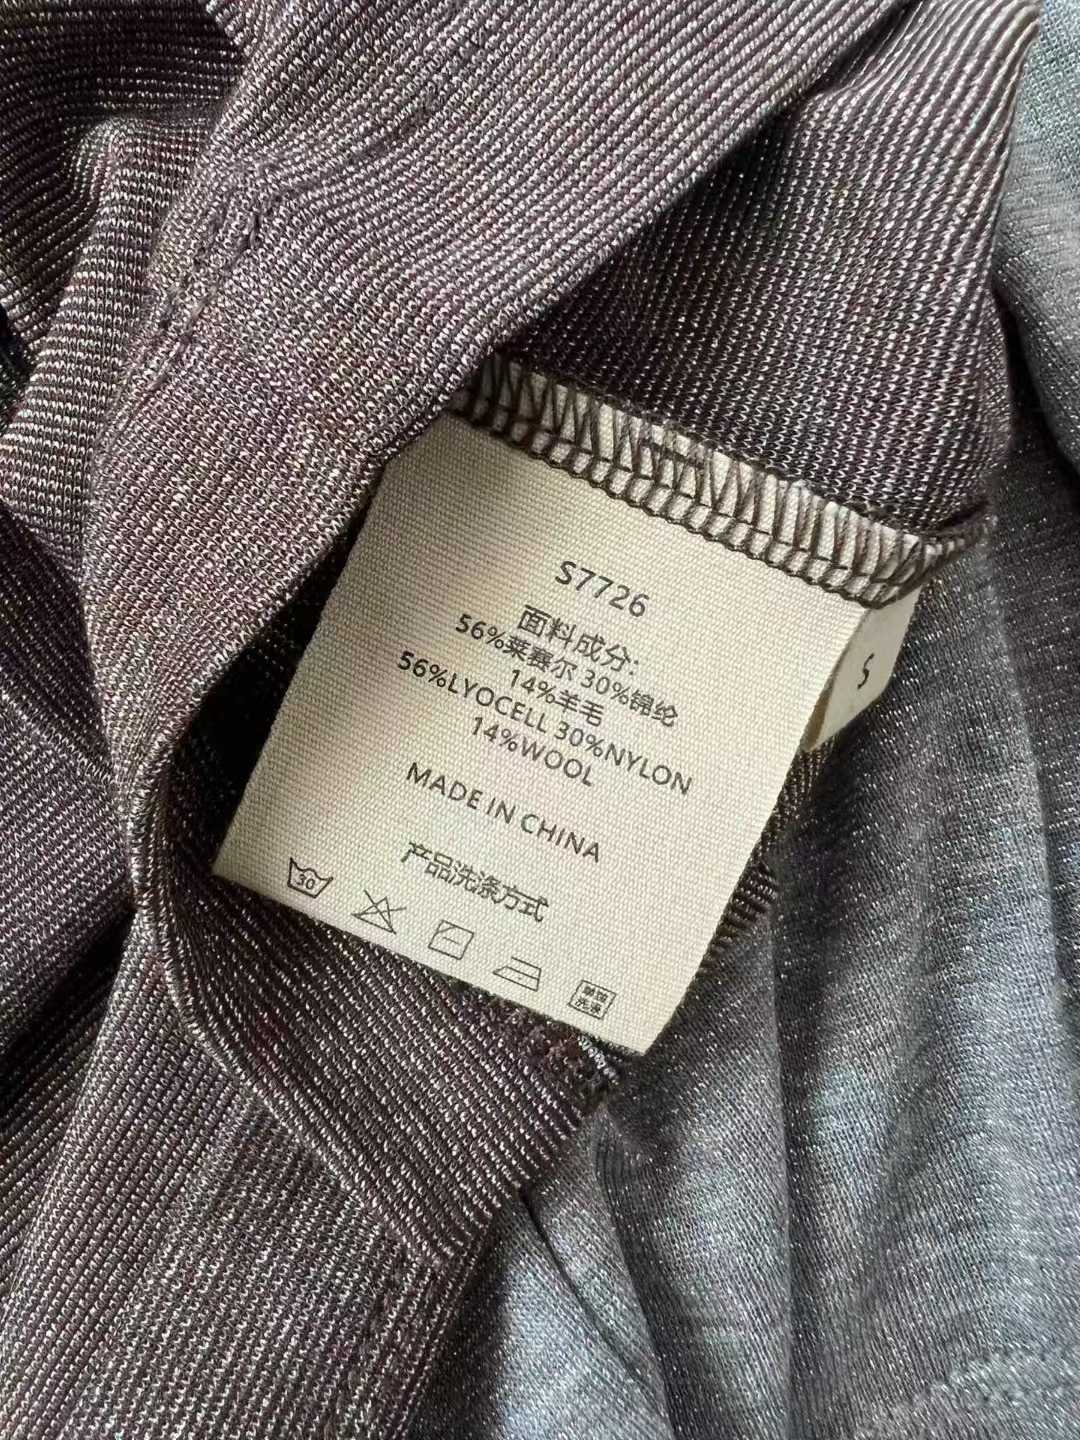 S7726
面料成分:
56%莱赛尔 30%锦纶
14%羊毛
56%LYOCELL 30%NYLON
14%WOOL
MADE IN CHINA
产品洗涤方式
30
S